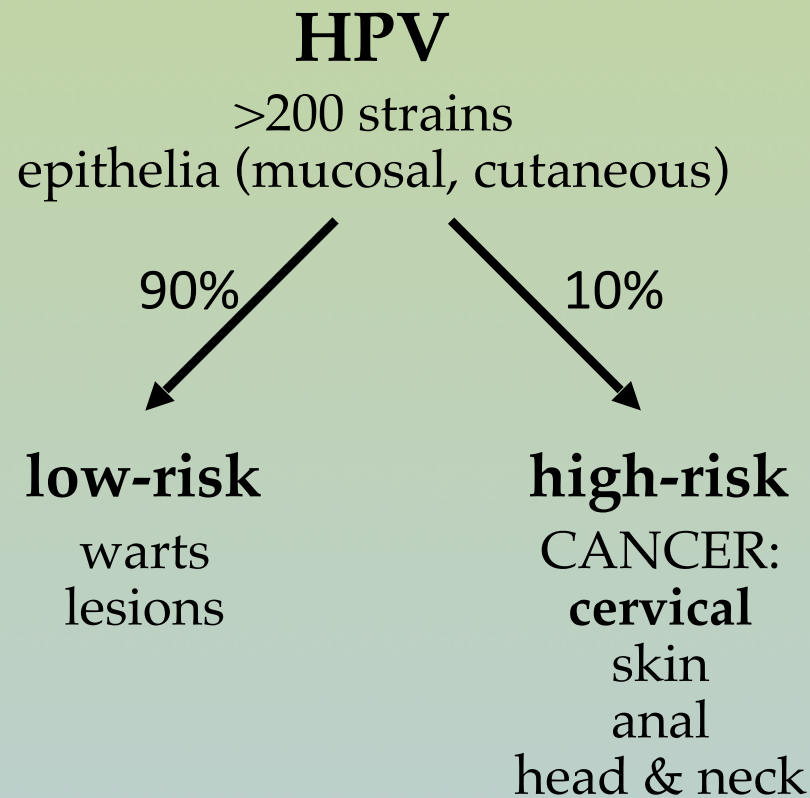 HPV
>200 strains
epithelia (mucosal, cutaneous)
90%
10%
low-risk
warts
lesions
high-risk
CANCER:
cervical
skin
anal
head & neck